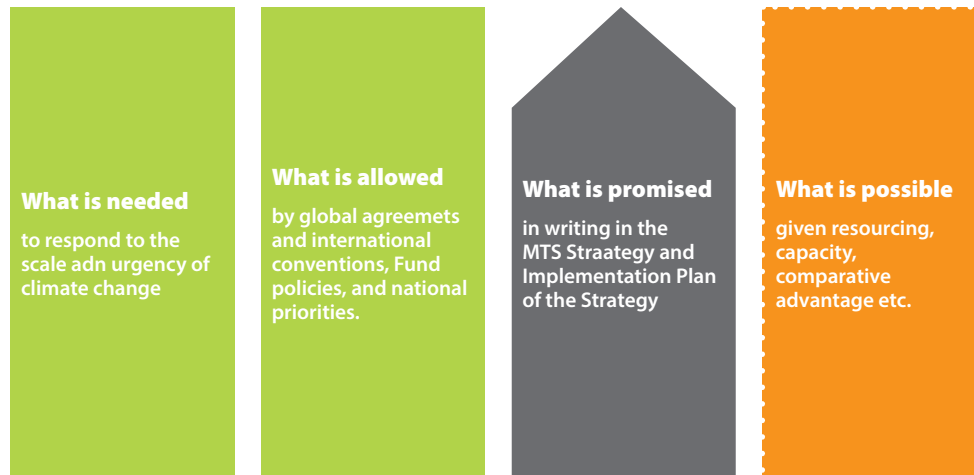 What is needed
to respond to the
scale adn urgency of
climate change
What is allowed
by global agreemets
and international
conventions, Fund
policies, and national
priorities.
What is promised
in writing in the
MTS Straategy and
Implementation Plan
of the Strategy
What is possible
given resourcing,
capacity,
comparative
advantage etc.